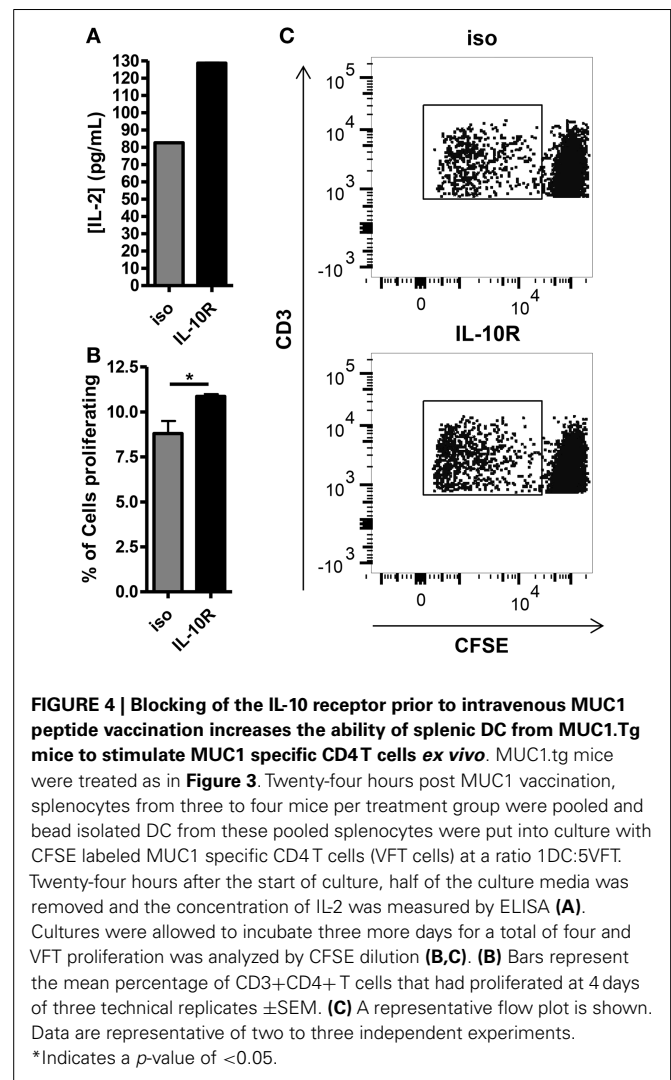 A
C
iso
130
120
110
100
90
80
70
60
50
40
30
20
10
0
[IL-2] (pg/mL)
iso
IL-10R
10^5
10^4
10^3
-10^3
0
10^4
B
IL-10R
*
12.5
10.0
7.5
5.0
2.5
0.0
% of Cells proliferating
iso
IL-10R
CD3
10^5
10^4
10^3
-10^3
0
10^4
CFSE
FIGURE 4 | Blocking of the IL-10 receptor prior to intravenous MUC1
peptide vaccination increases the ability of splenic DC from MUC1.Tg
mice to stimulate MUC1 specific CD4 T cells ex vivo. MUC1.tg mice
were treated as in Figure 3. Twenty-four hours post MUC1 vaccination,
splenocytes from three to four mice per treatment group were pooled and
bead isolated DC from these pooled splenocytes were put into culture with
CFSE labeled MUC1 specific CD4 T cells (VFT cells) at a ratio 1DC:5VFT.
Twenty-four hours after the start of culture, half of the culture media was
removed and the concentration of IL-2 was measured by ELISA (A).
Cultures were allowed to incubate three more days for a total of four and
VFT proliferation was analyzed by CFSE dilution (B,C). (B) Bars represent
the mean percentage of CD3+CD4+ T cells that had proliferated at 4 days
of three technical replicates ±SEM. (C) A representative flow plot is shown.
Data are representative of two to three independent experiments.
*Indicates a p-value of <0.05.